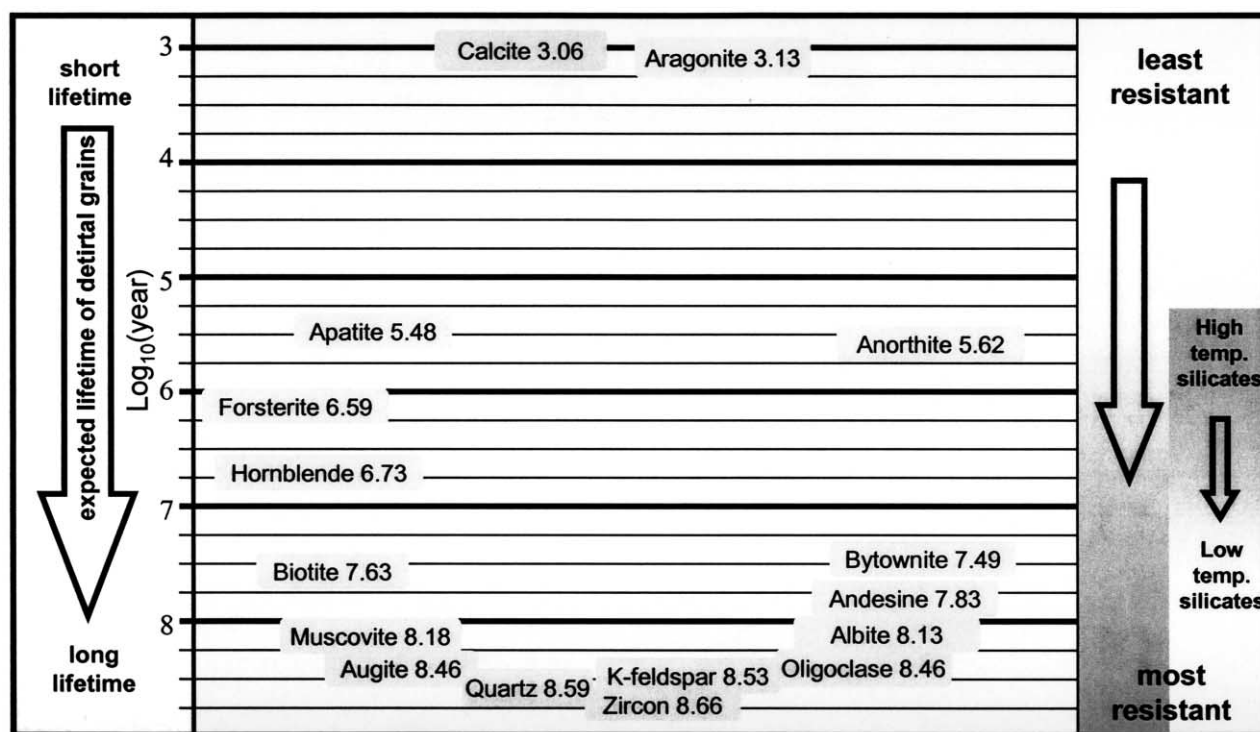 short
lifetime
expected lifetime of detirtal grains
long
lifetime
Log10(year)
3
4
5
6
7
8
Calcite 3.06
Aragonite 3.13
Apatite 5.48
Anorthite 5.62
Forsterite 6.59
Hornblende 6.73
Bytownite 7.49
Biotite 7.63
Andesine 7.83
Muscovite 8.18
Albite 8.13
Augite 8.46
Oligoclase 8.46
K-feldspar 8.53
Quartz 8.59
Zircon 8.66
least
resistant
most
resistant
High
temp.
silicates
Low
temp.
silicates